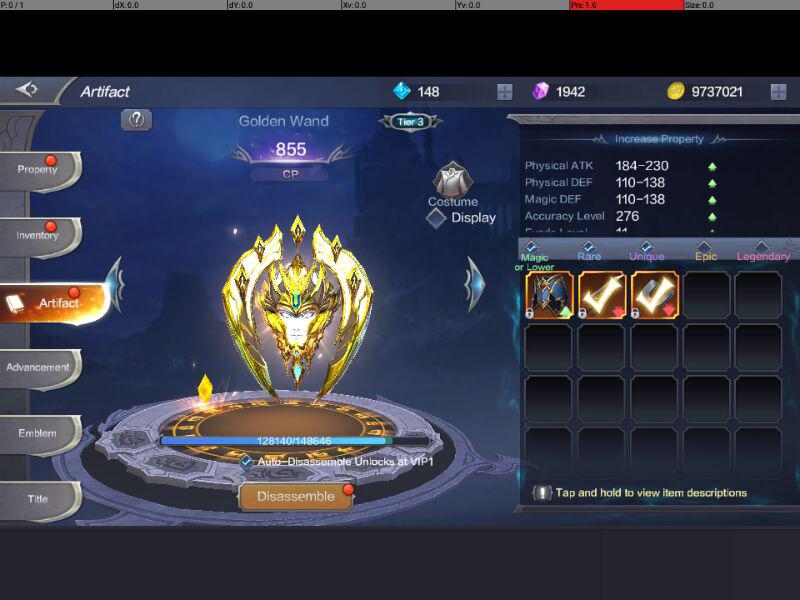 P: 0 / 1
dX: 0.0
dY: 0.0
Xv: 0.0
Yv: 0.0
Prs: 1.0
Size: 0.0
Artifact
148
1942
9737021
Golden Wand
Tier 3
855
CP
Costume
Display
Property
Inventory
Artifact
Advancement
Emblem
Title
128140/148646
Auto-Disassemble Unlocks at VIP1
Disassemble
Increase Property
Physical ATK 184-230
Physical DEF 110-138
Magic DEF 110-138
Accuracy Level 276
Magic or Lower
Rare
Unique
Epic
Legendary
Tap and hold to view item descriptions